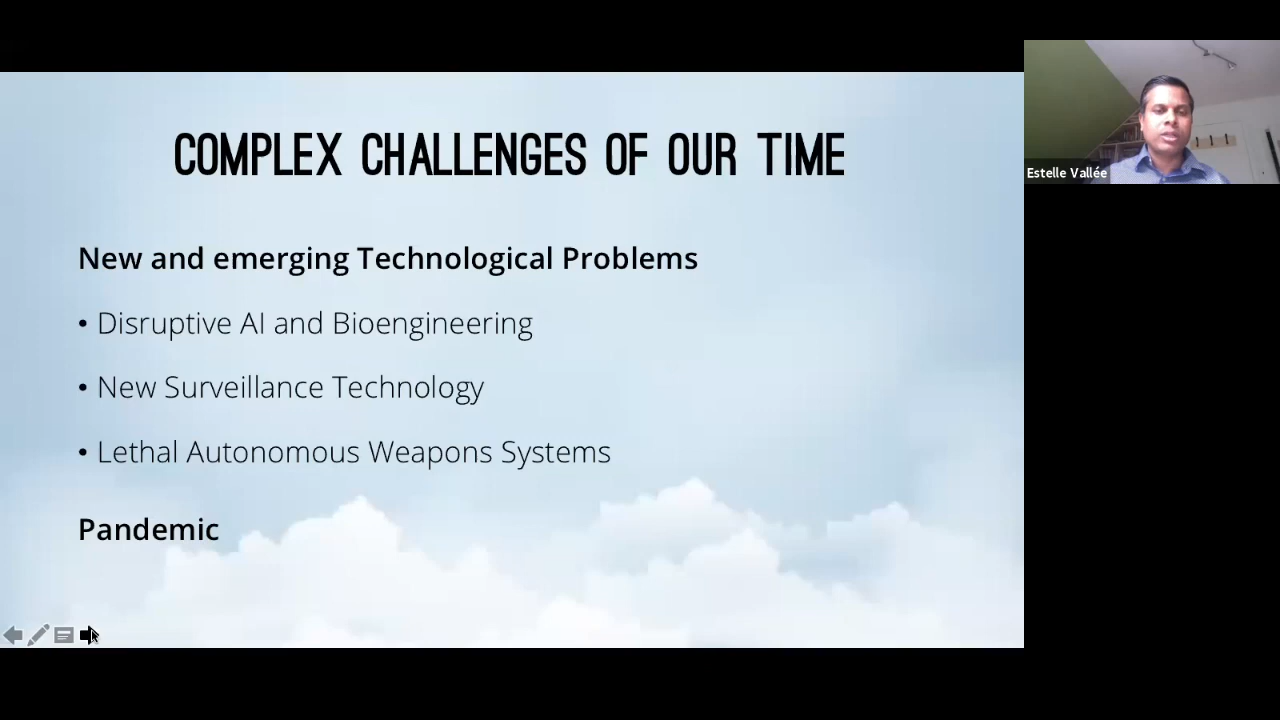 COMPLEX CHALLENGES OF OUR TIME
New and emerging Technological Problems
• Disruptive AI and Bioengineering
• New Surveillance Technology
• Lethal Autonomous Weapons Systems
Pandemic
Estelle Vallée